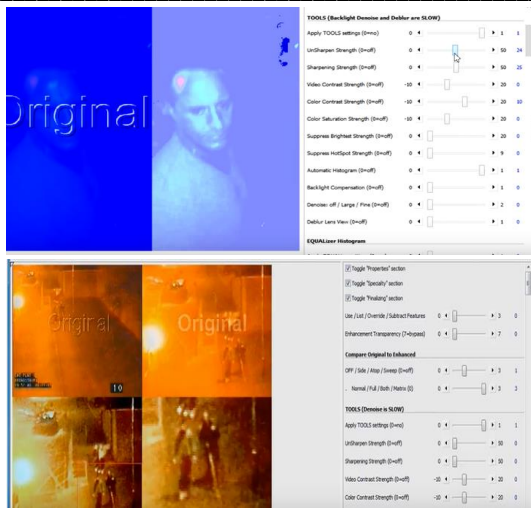 Original
TOOLS (Backlight Denoise and Deblur are SLOW)
Apply TOOLS settings (0=no) 0 1 1
UnSharpen Strength (0=off) 0 50 24
Sharpening Strength (0=off) 0 50 25
Video Contrast Strength (0=off) -10 20 0
Color Contrast Strength (0=off) -10 20 10
Color Saturation Strength (0=off) -10 20 0
Suppress Brightest Strength (0=off) 0 20 0
Suppress HotSpot Strength (0=off) 0 9 0
Automatic Histogram (0=off) 0 1 1
Backlight Compensation (0=off) 0 1 0
Denoise: off / Large / Fine (0=off) 0 2 0
Deblur Lens View (0=off) 0 1 0
EQUALizer Histogram
Original
Original
10
Toggle "Properties" section
Toggle "Specialty" section
Toggle "Finalizing" section
Use / List / Override / Subtract Features 0 3 0
Enhancement Transparency (7=bypass) 0 7 0
Compare Original to Enhanced
OFF / Side / Atop / Sweep (0=off) 0 3 1
. Normal / Full / Both / Matrix (0) 0 3 3
TOOLS (Denoise is SLOW)
Apply TOOLS settings (0=no) 0 1 1
UnSharpen Strength (0=off) 0 50 0
Sharpening Strength (0=off) 0 50 0
Video Contrast Strength (0=off) -20 20 0
Color Contrast Strength (0=off) -20 20 0